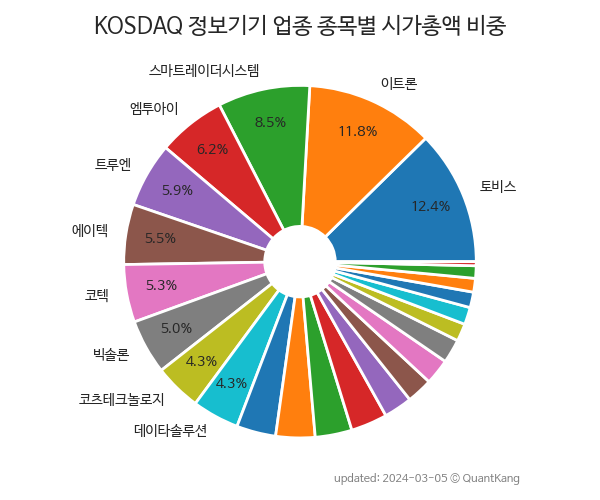 KOSDAQ 정보기기 업종 종목별 시가총액 비중
스마트레이더시스템
이트론
엠투아이
8.5%
11.8%
6.2%
트루엔
5.9%
토비스
12.4%
에이텍
5.5%
코텍
5.3%
5.0%
빅솔론
4.3%
4.3%
코츠테크놀로지
데이타솔루션
updated: 2024-03-05 © QuantKang